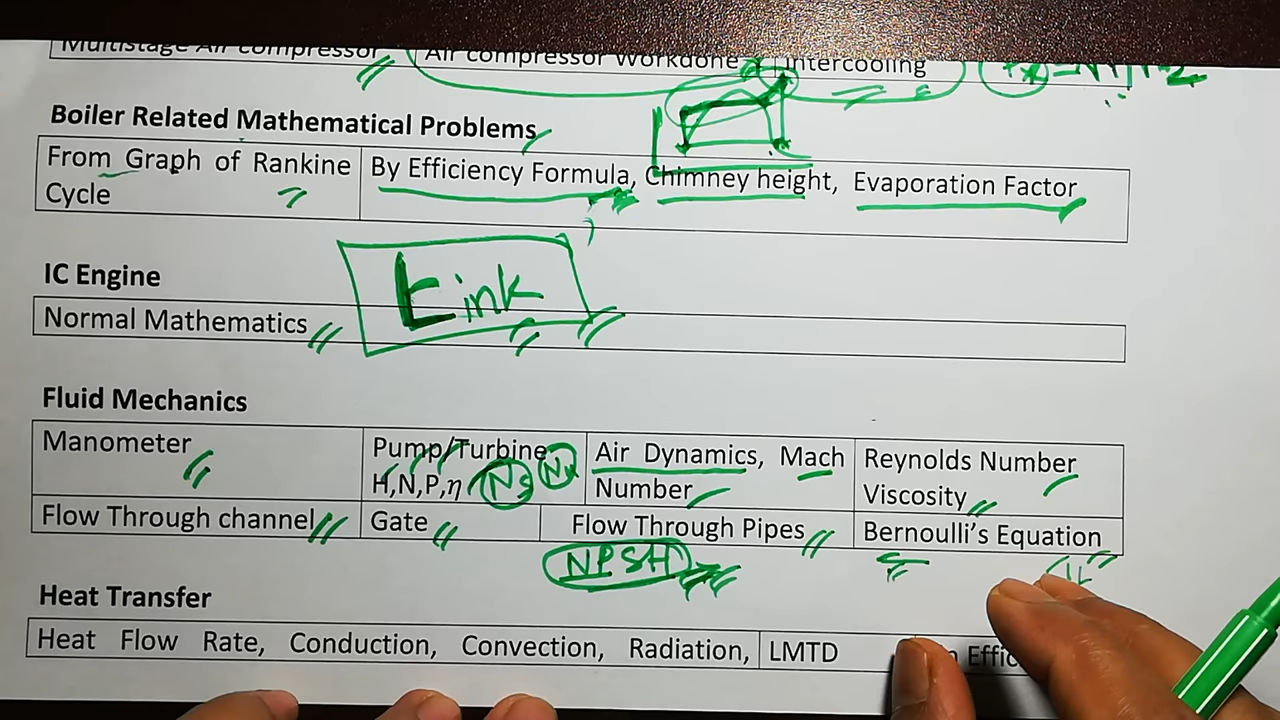 Multistage Air compressor Air compressor Workdone Intercooling
Boiler Related Mathematical Problems
From Graph of Rankine Cycle By Efficiency Formula, Chimney height, Evaporation Factor
IC Engine
Link
Normal Mathematics
Fluid Mechanics
Manometer Pump/Turbine Air Dynamics, Mach Reynolds Number
H,N,P,η Ns Number Viscosity
Flow Through channel Gate Flow Through Pipes Bernoulli's Equation
NPSH
Heat Transfer
Heat Flow Rate, Conduction, Convection, Radiation, LMTD